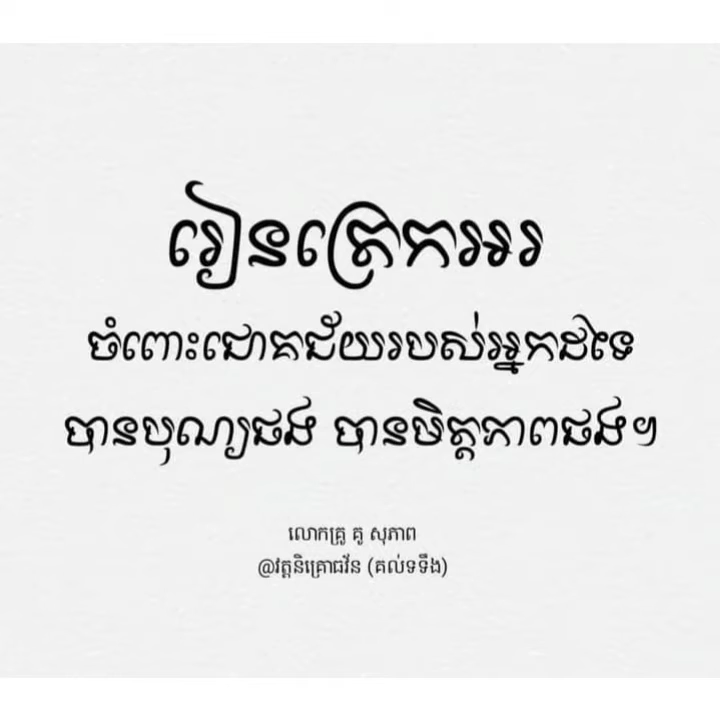 រៀនត្រេកអរ
ចំពោះជោគជ័យរបស់អ្នកដទៃ
បានបុណ្យផង បានមិត្តភាពផង។
លោកគ្រូ គូ សុភាព
@វត្តនិគ្រោធវ័ន (គល់ទទឹង)